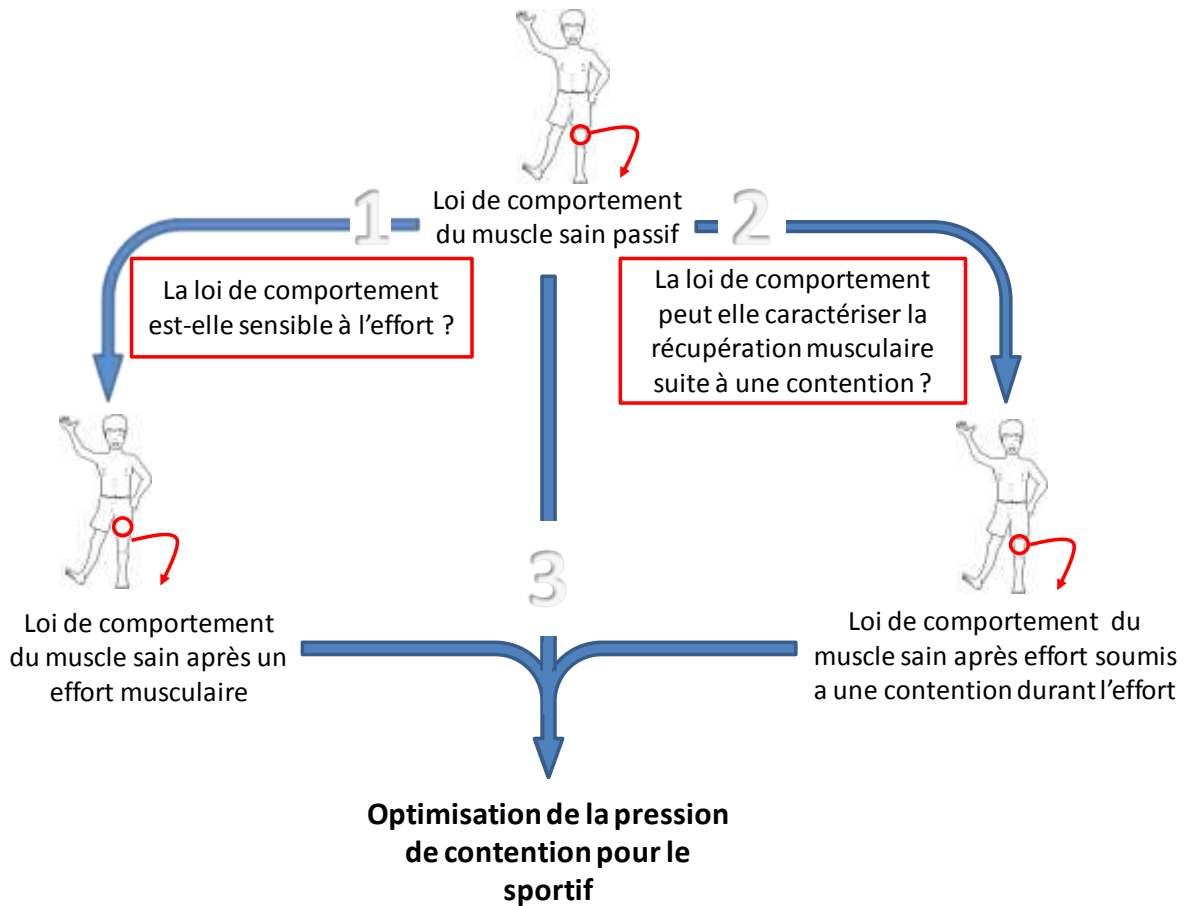 Loi de comportement
du muscle sain passif
1
2
La loi de comportement
est-elle sensible à l'effort ?
La loi de comportement
peut elle caractériser la
récupération musculaire
suite à une contention ?
3
Loi de comportement
du muscle sain après un
effort musculaire
Loi de comportement du
muscle sain après effort soumis
a une contention durant l'effort
Optimisation de la pression
de contention pour le
sportif